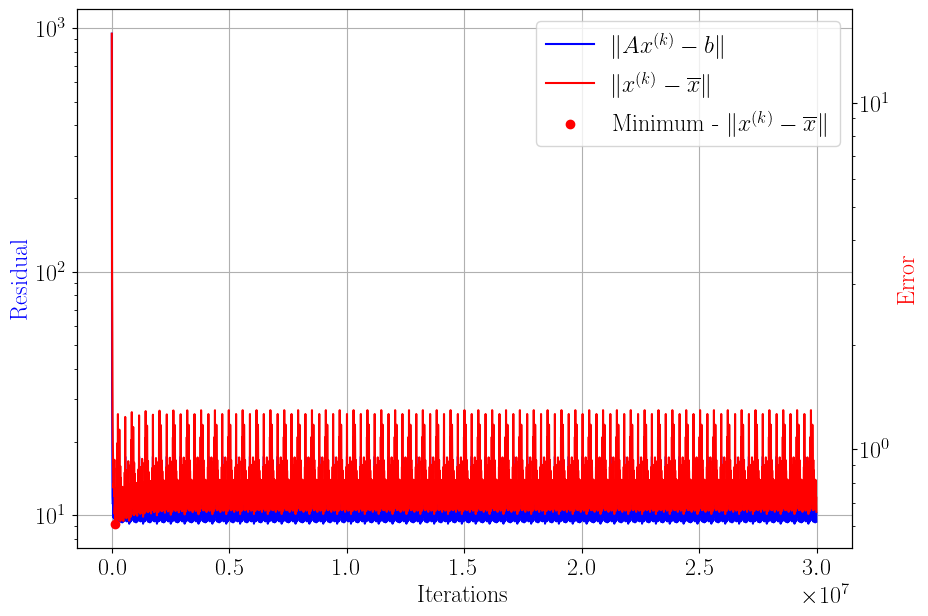 10³
10²
10¹
Residual
‖Ax⁽ᵏ⁾ − b‖
‖x⁽ᵏ⁾ − x̅‖
Minimum - ‖x⁽ᵏ⁾ − x̅‖
10¹
10⁰
Error
0.0 0.5 1.0 1.5 2.0 2.5 3.0
Iterations
×10⁷